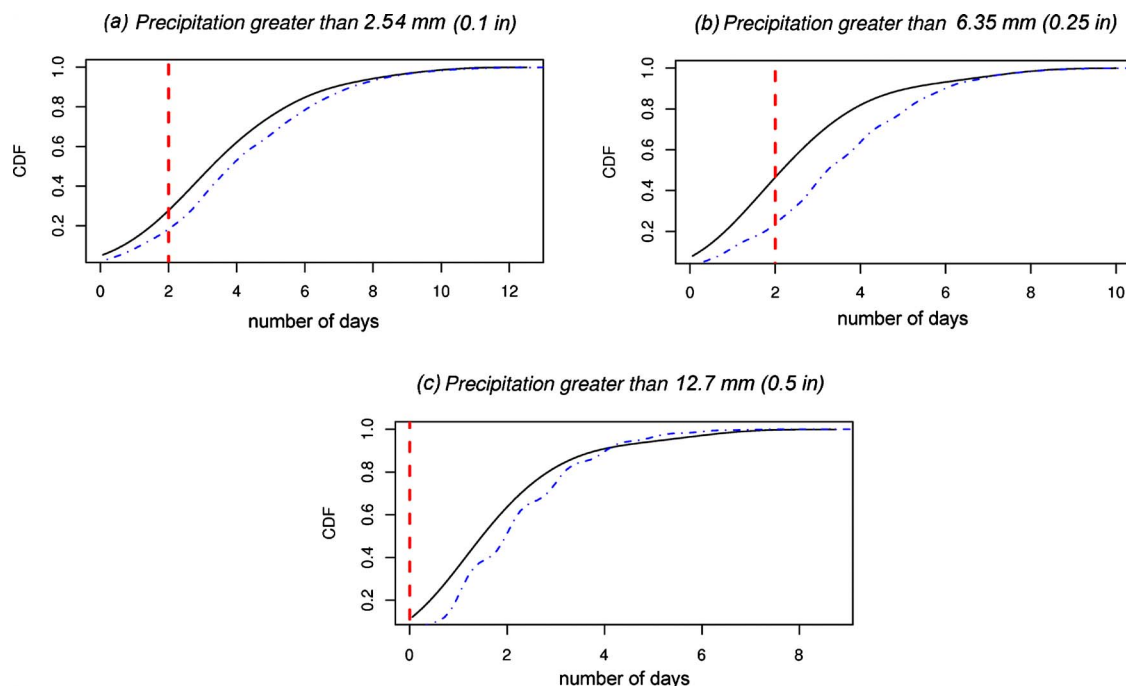 (a) Precipitation greater than 2.54 mm (0.1 in)
CDF
1.0
0.8
0.6
0.4
0.2
0 2 4 6 8 10 12
number of days
(b) Precipitation greater than 6.35 mm (0.25 in)
CDF
1.0
0.8
0.6
0.4
0.2
0 2 4 6 8 10
number of days
(c) Precipitation greater than 12.7 mm (0.5 in)
CDF
1.0
0.8
0.6
0.4
0.2
0 2 4 6 8
number of days